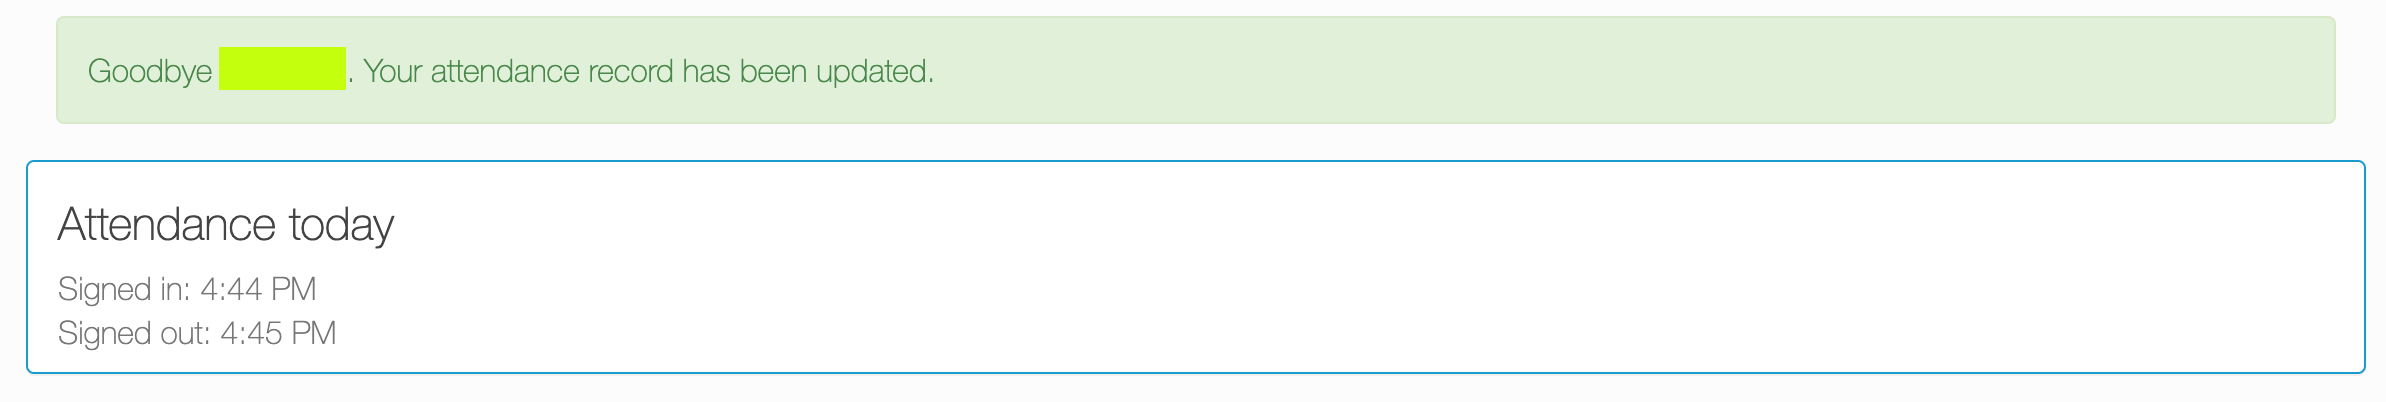 Goodbye . Your attendance record has been updated.
Attendance today
Signed in: 4:44 PM
Signed out: 4:45 PM